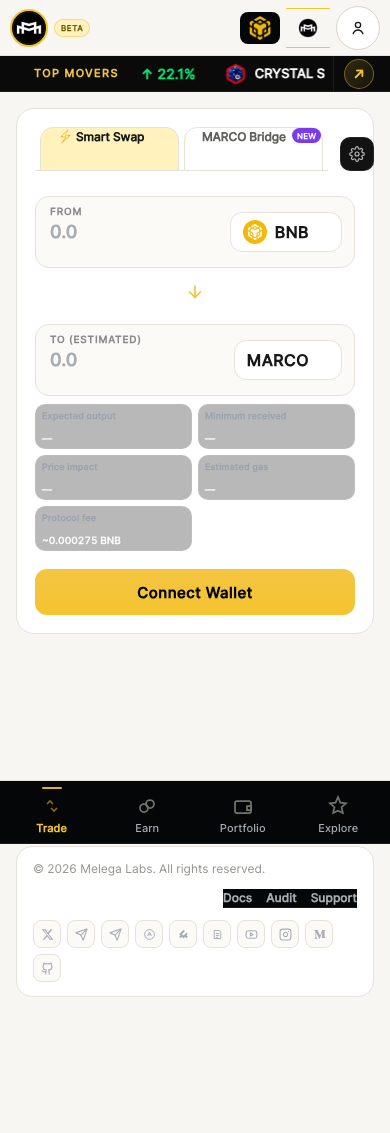 BETA
TOP MOVERS ↑ 22.1% CRYSTAL S
Smart Swap MARCO Bridge NEW
FROM
0.0 BNB
TO (ESTIMATED)
0.0 MARCO
Expected output Minimum received
— —
Price impact Estimated gas
— —
Protocol fee
~0.000275 BNB
Connect Wallet
Trade Earn Portfolio Explore
© 2026 Melega Labs. All rights reserved.
Docs Audit Support